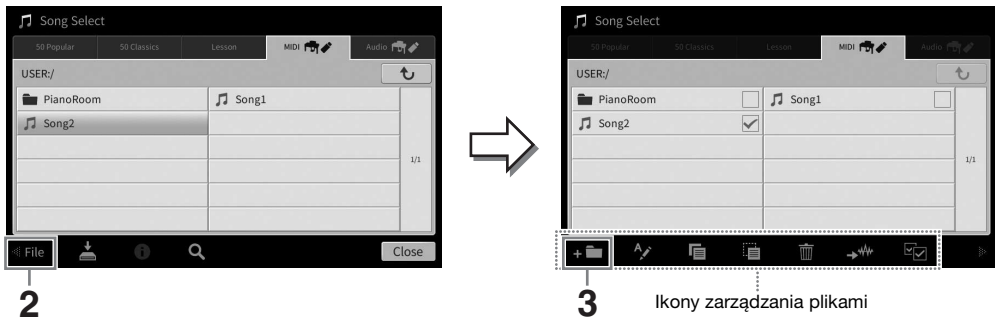 Song Select
50 Popular 50 Classics Lesson MIDI Audio
USER:/
PianoRoom Song1
Song2
1/1
File Close
2
Song Select
50 Popular 50 Classics Lesson MIDI Audio
USER:/
PianoRoom Song1
Song2
1/1
3
Ikony zarządzania plikami